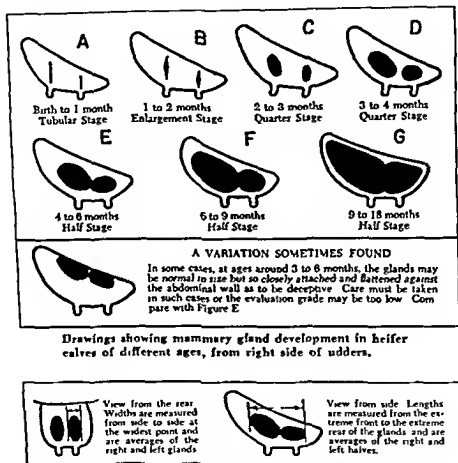 A
B
C
D
Birth to 1 month
Tubular Stage
1 to 2 months
Enlargement Stage
2 to 3 months
Quarter Stage
3 to 4 months
Quarter Stage
E
F
G
4 to 6 months
Half Stage
6 to 9 months
Half Stage
9 to 18 months
Half Stage
A VARIATION SOMETIMES FOUND
In some cases, at ages around 3 to 6 months, the glands may
be normal in size but so closely attached and flattened against
the abdominal wall as to be deceptive Care must be taken
in such cases or the evaluation grade may be too low Com
pare with Figure E
Drawings showing mammary gland development in heifer
calves of different ages, from right side of udders.
View from the rear
Widths are measured
from side to side at
the widest point and
are averages of the
right and left glands
View from side Lengths
are measured from the ex-
treme front to the extreme
rear of the glands and are
averages of the right and
left halves.